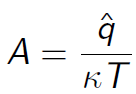 A = q̂ / κT